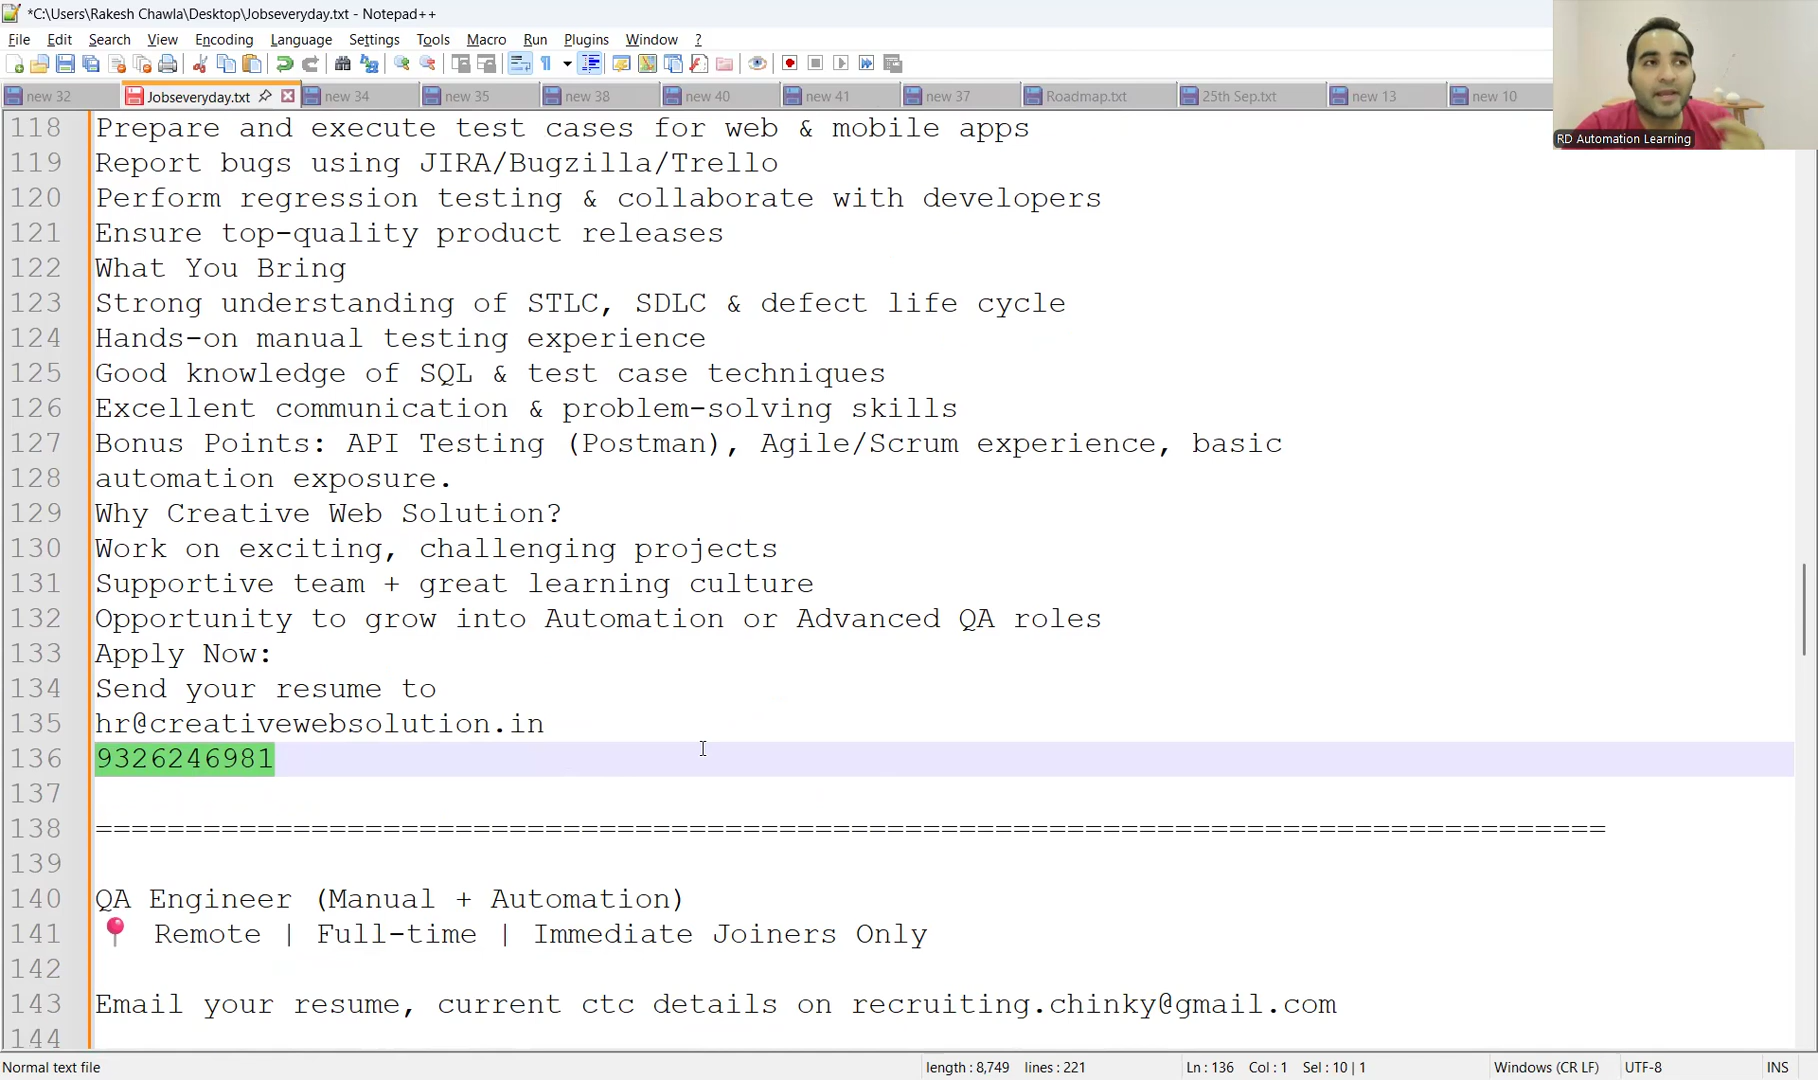 *C:\Users\Rakesh Chawla\Desktop\Jobseveryday.txt - Notepad++
File Edit Search View Encoding Language Settings Tools Macro Run Plugins Window ?
new 32 Jobseveryday.txt new 34 new 35 new 38 new 40 new 41 new 37 Roadmap.txt 25th Sep.txt new 13 new 10
RD Automation Learning
118 Prepare and execute test cases for web & mobile apps
119 Report bugs using JIRA/Bugzilla/Trello
120 Perform regression testing & collaborate with developers
121 Ensure top-quality product releases
122 What You Bring
123 Strong understanding of STLC, SDLC & defect life cycle
124 Hands-on manual testing experience
125 Good knowledge of SQL & test case techniques
126 Excellent communication & problem-solving skills
127 Bonus Points: API Testing (Postman), Agile/Scrum experience, basic
128 automation exposure.
129 Why Creative Web Solution?
130 Work on exciting, challenging projects
131 Supportive team + great learning culture
132 Opportunity to grow into Automation or Advanced QA roles
133 Apply Now:
134 Send your resume to
135 hr@creativewebsolution.in
136 9326246981
137
138 ====================================================================================
139
140 QA Engineer (Manual + Automation)
141 📍 Remote | Full-time | Immediate Joiners Only
142
143 Email your resume, current ctc details on recruiting.chinky@gmail.com
144
Normal text file length : 8,749 lines : 221 Ln : 136 Col : 1 Sel : 10 | 1 Windows (CR LF) UTF-8 INS